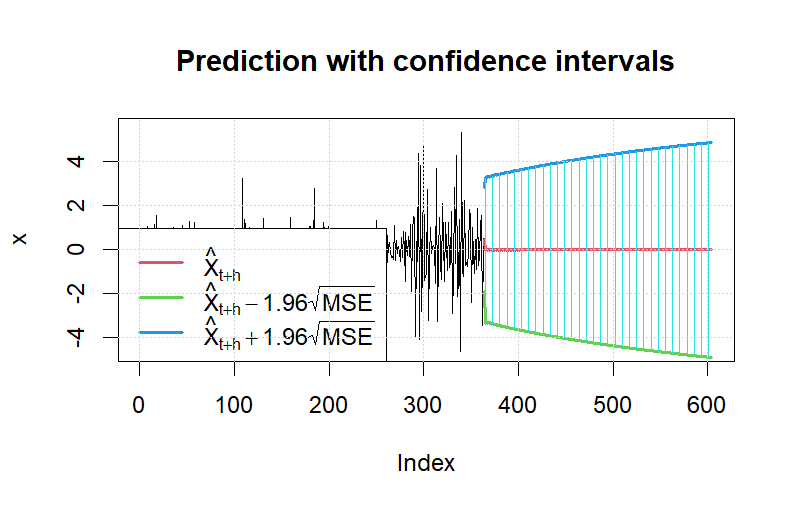 Prediction with confidence intervals
x
4
2
0
-2
-4
X̂t+h
X̂t+h − 1.96√MSE
X̂t+h + 1.96√MSE
0 100 200 300 400 500 600
Index